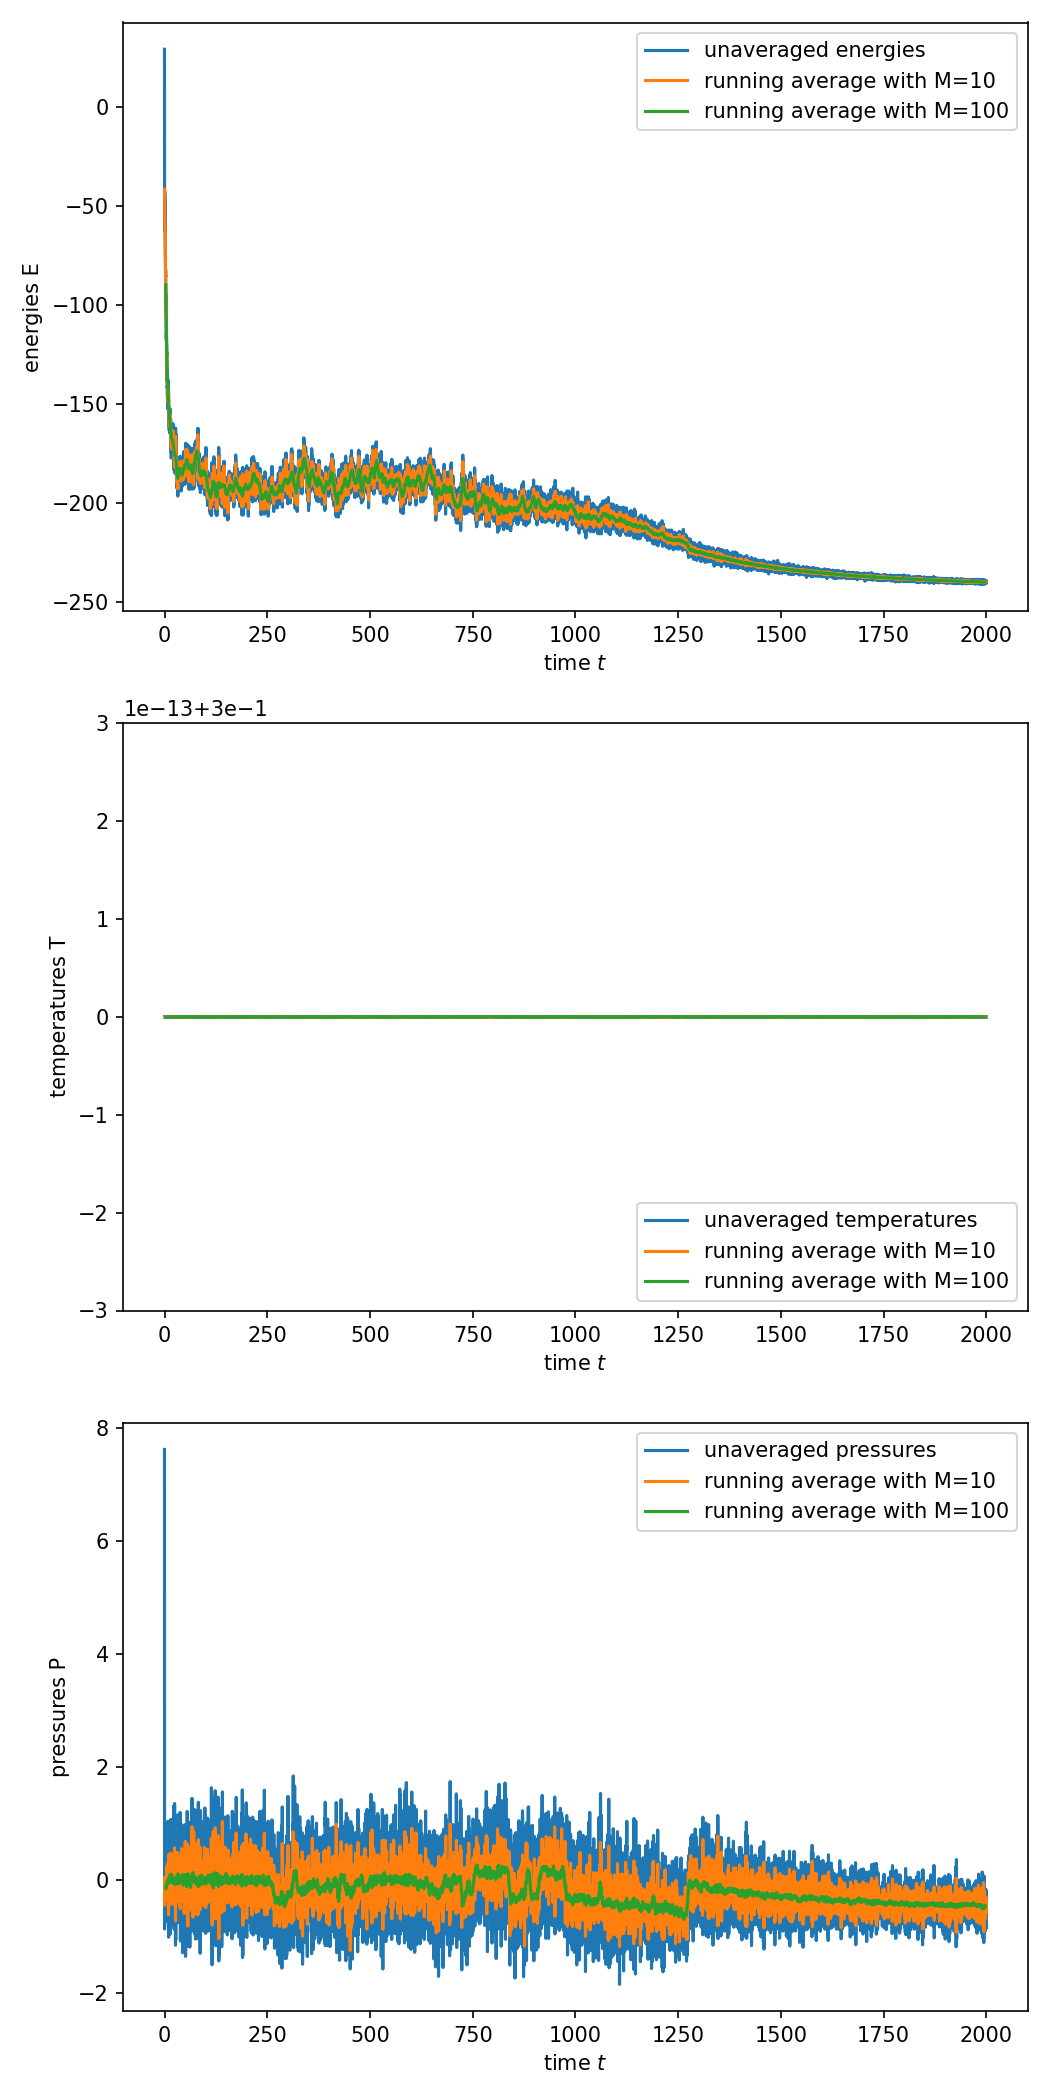 unaveraged energies
running average with M=10
running average with M=100
0
−50
−100
−150
−200
−250
energies E
0 250 500 750 1000 1250 1500 1750 2000
time t
1e−13+3e−1
3
2
1
0
−1
−2
−3
temperatures T
unaveraged temperatures
running average with M=10
running average with M=100
0 250 500 750 1000 1250 1500 1750 2000
time t
unaveraged pressures
running average with M=10
running average with M=100
8
6
4
2
0
−2
pressures P
0 250 500 750 1000 1250 1500 1750 2000
time t